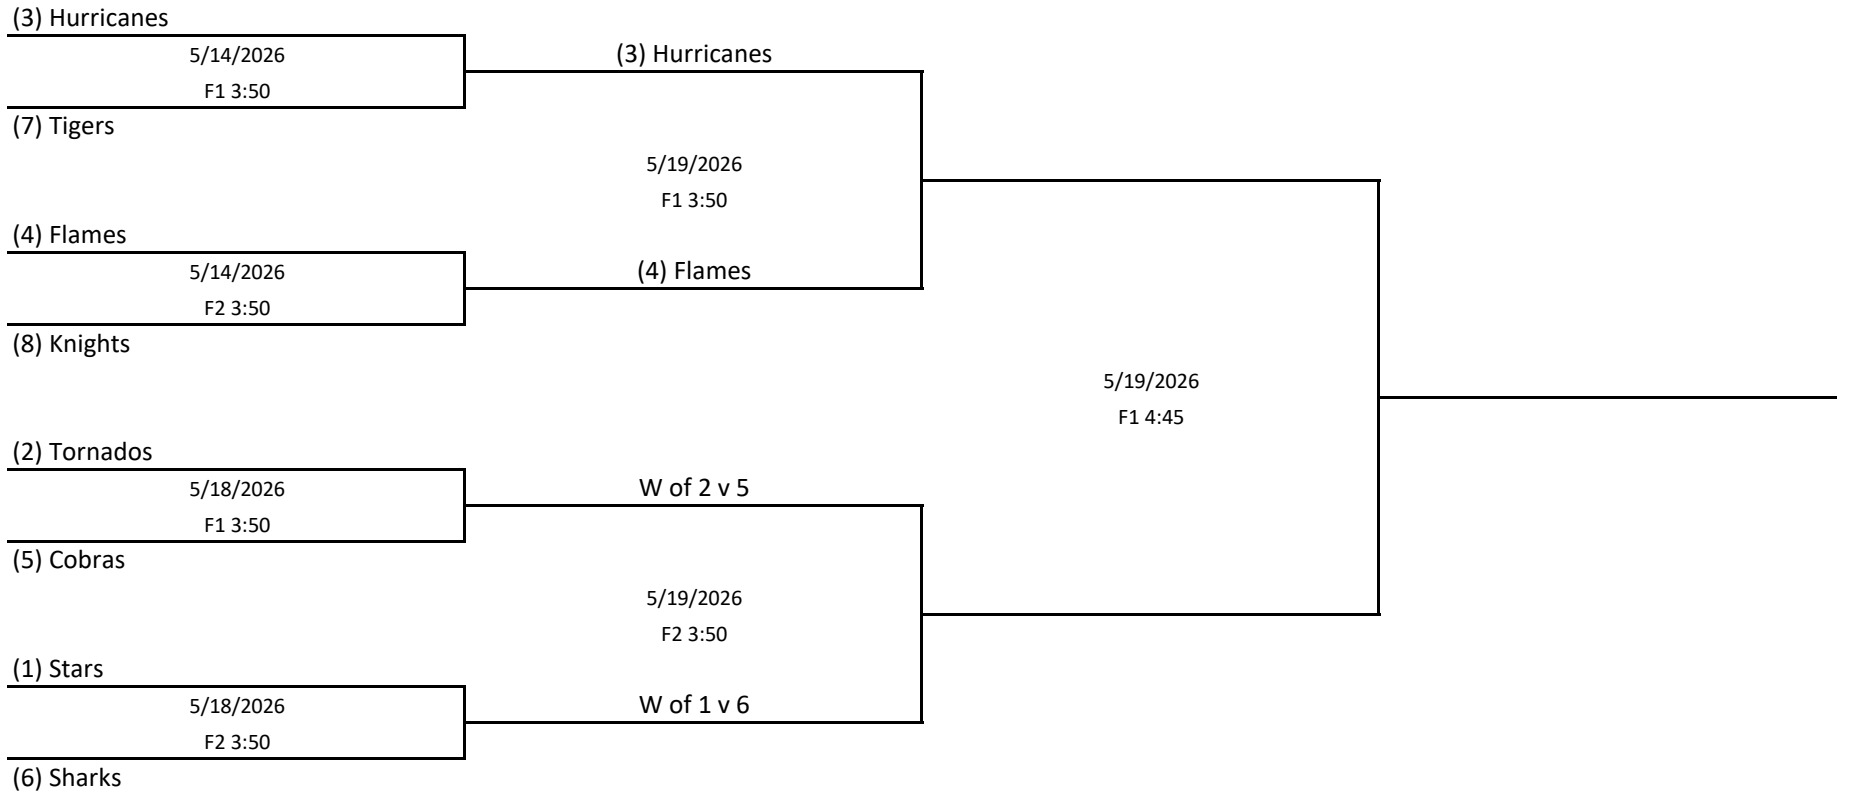 (3) Hurricanes
5/14/2026
F1 3:50
(7) Tigers
(3) Hurricanes
5/19/2026
F1 3:50
(4) Flames
5/14/2026
F2 3:50
(8) Knights
(4) Flames
5/19/2026
F1 4:45
(2) Tornados
5/18/2026
F1 3:50
(5) Cobras
W of 2 v 5
5/19/2026
F2 3:50
(1) Stars
5/18/2026
F2 3:50
(6) Sharks
W of 1 v 6